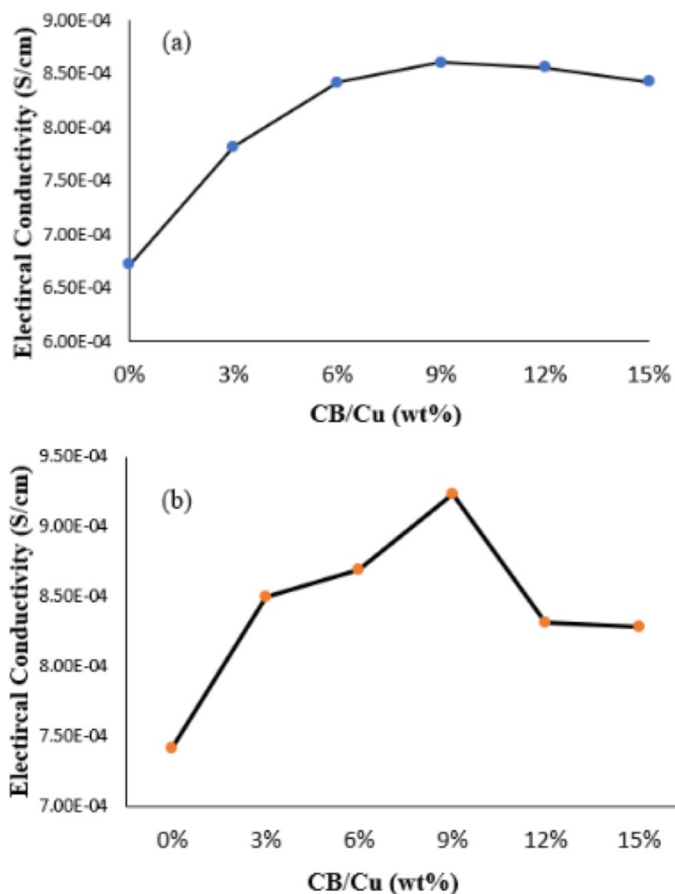 (a)
Electircal Conductivity (S/cm)
9.00E-04
8.50E-04
8.00E-04
7.50E-04
7.00E-04
6.50E-04
6.00E-04
0% 3% 6% 9% 12% 15%
CB/Cu (wt%)
(b)
Electircal Conductivity (S/cm)
9.50E-04
9.00E-04
8.50E-04
8.00E-04
7.50E-04
7.00E-04
0% 3% 6% 9% 12% 15%
CB/Cu (wt%)